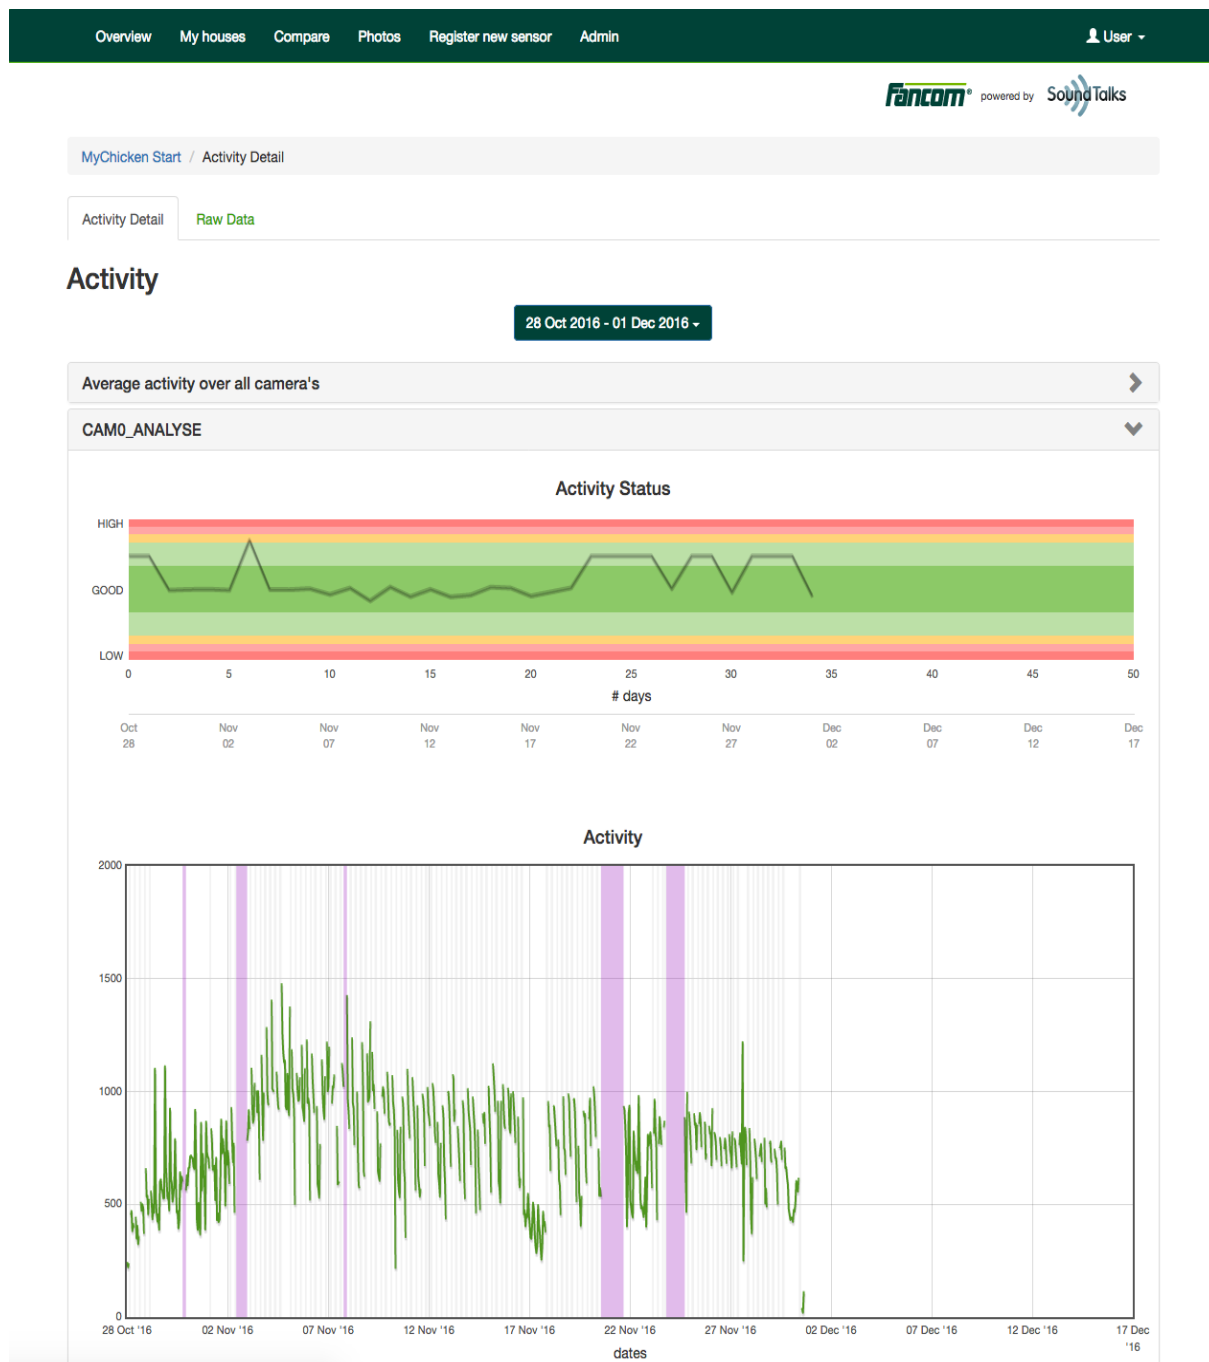 Overview My houses Compare Photos Register new sensor Admin User
Fancom® powered by SoundTalks
MyChicken Start / Activity Detail
Activity Detail Raw Data
Activity
28 Oct 2016 - 01 Dec 2016
Average activity over all camera's
CAM0_ANALYSE
Activity Status
HIGH
GOOD
LOW
0 5 10 15 20 25 30 35 40 45 50
# days
Oct Nov Nov Nov Nov Nov Nov Dec Dec Dec Dec
28 02 07 12 17 22 27 02 07 12 17
Activity
2000
1500
1000
500
0
28 Oct '16 02 Nov '16 07 Nov '16 12 Nov '16 17 Nov '16 22 Nov '16 27 Nov '16 02 Dec '16 07 Dec '16 12 Dec '16 17 Dec
'16
dates